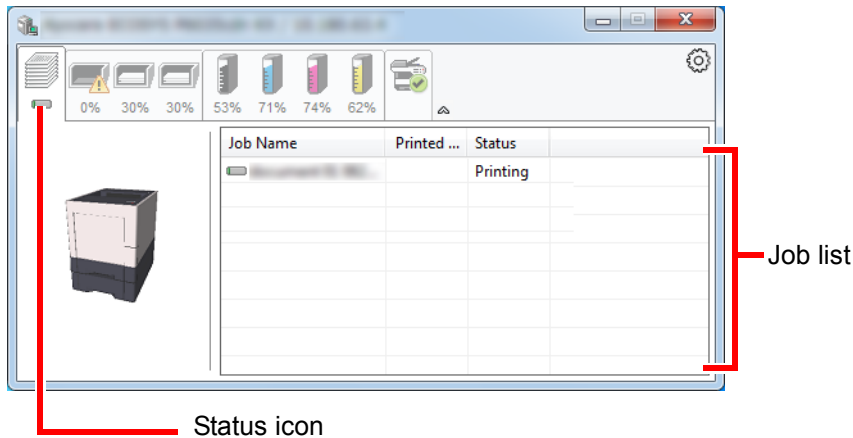 0% 30% 30% 53% 71% 74% 62%
Job Name Printed ... Status
Printing
Job list
Status icon